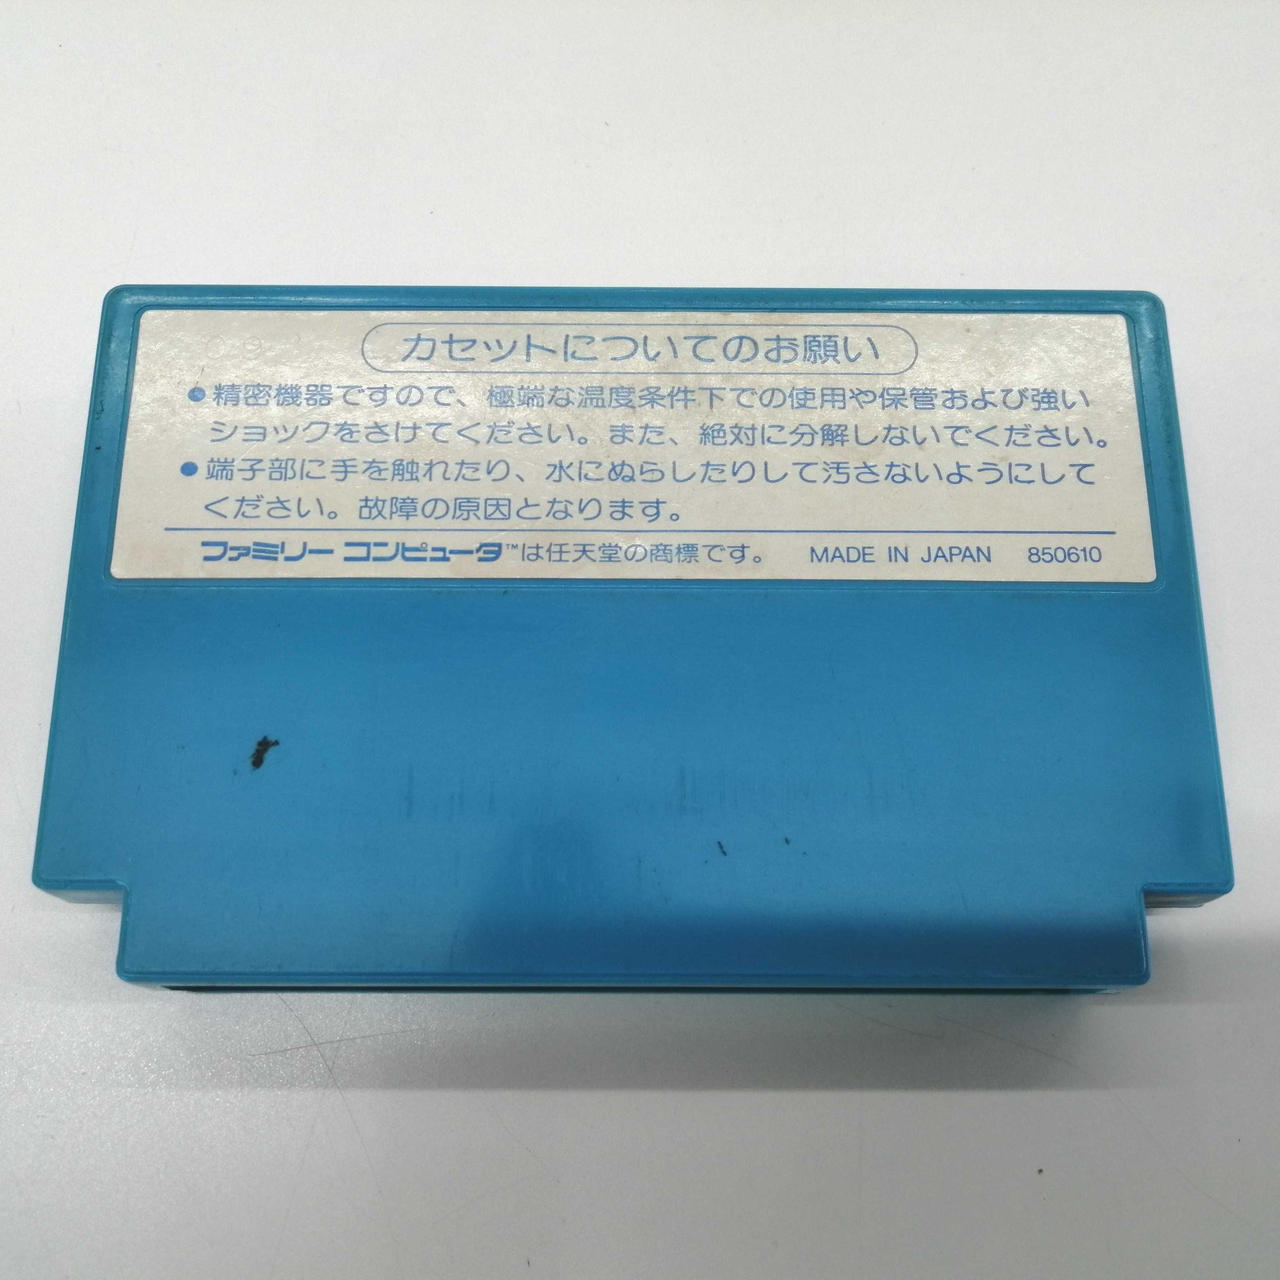 カセットについてのお願い
●精密機器ですので、極端な温度条件下での使用や保管および強い
ショックをさけてください。また、絶対に分解しないでください。
●端子部に手を触れたり、水にぬらしたりして汚さないようにして
ください。故障の原因となります。
ファミリー コンピュータ™は任天堂の商標です。 MADE IN JAPAN 850610